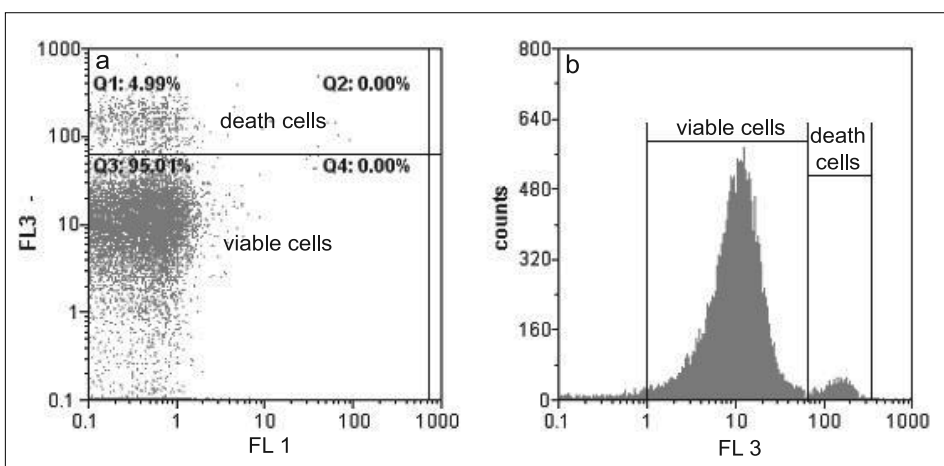 a
1000
100
10
1
0.1
FL3 -
Q1: 4.99%
Q2: 0.00%
death cells
Q3: 95.01%
Q4: 0.00%
viable cells
0.1 1 10 100 1000
FL 1
b
800
640
480
320
160
0
counts
viable cells
death
cells
0.1 1 10 100 1000
FL 3